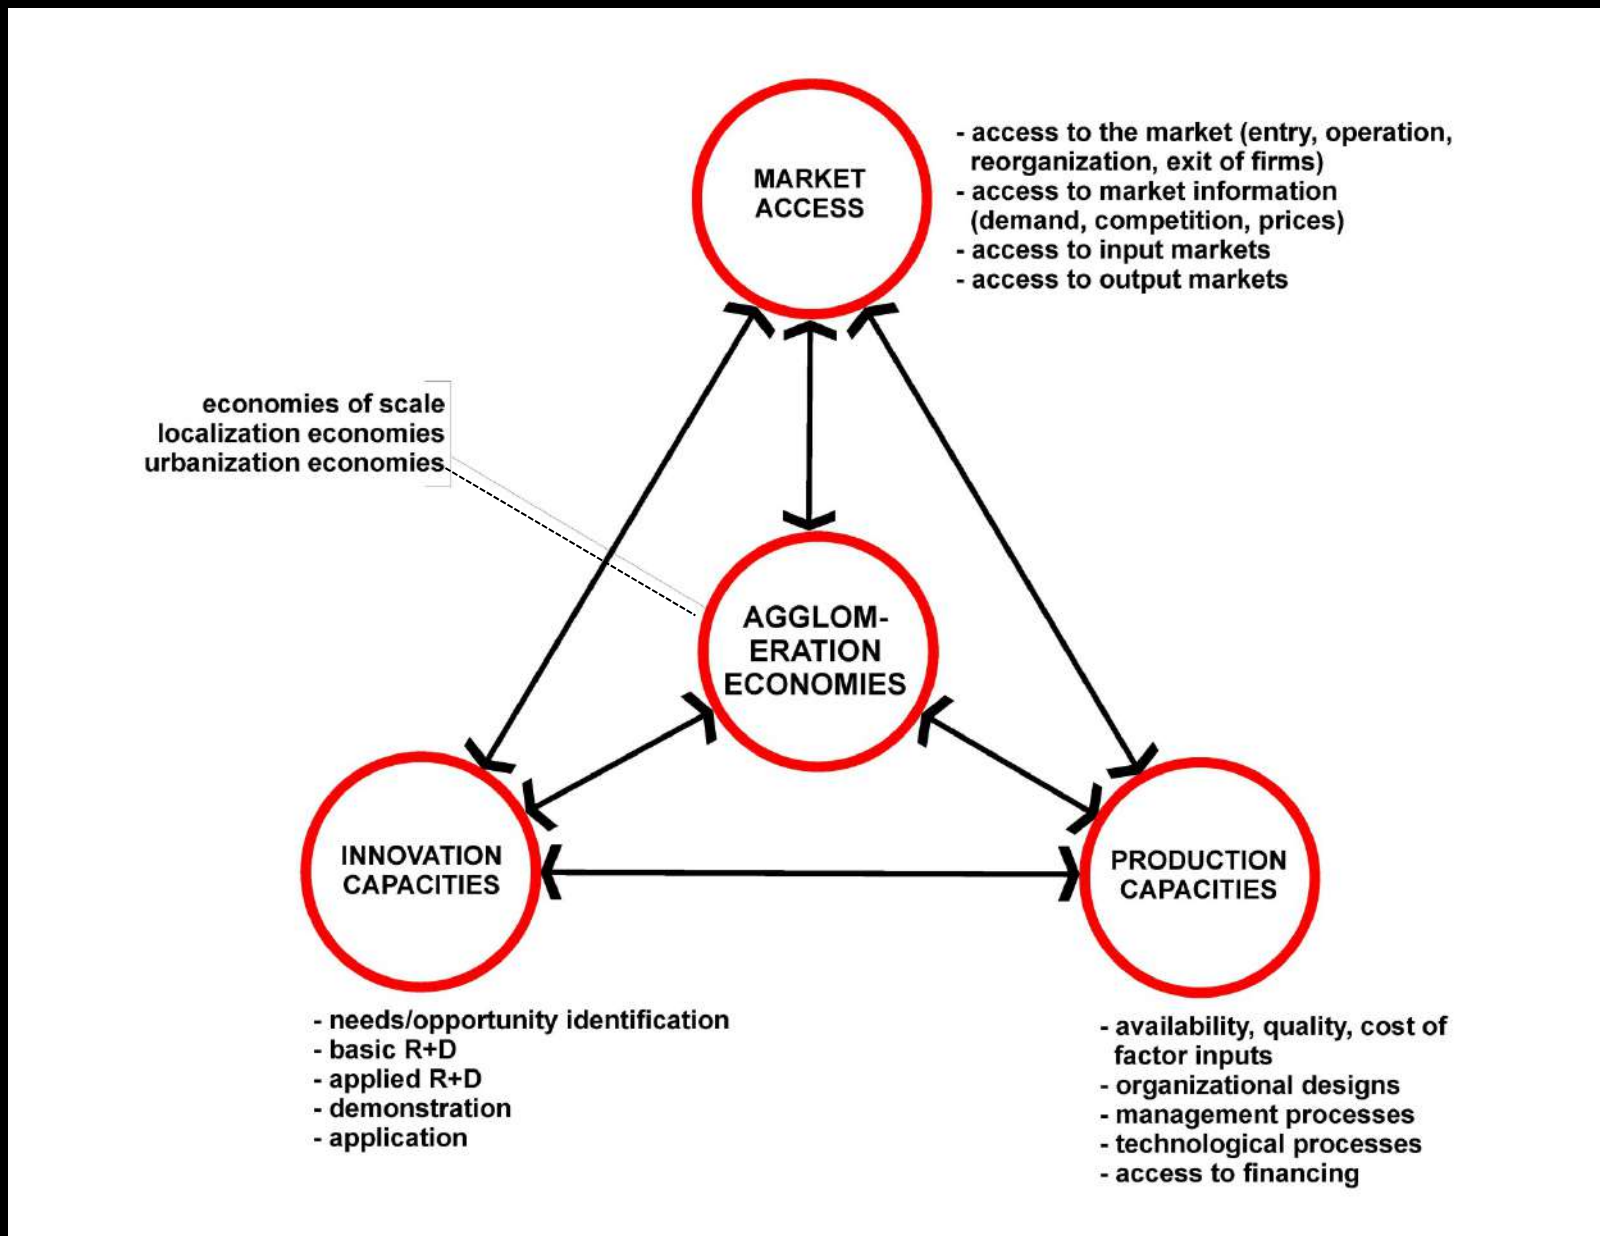 MARKET
ACCESS
- access to the market (entry, operation,
reorganization, exit of firms)
- access to market information
(demand, competition, prices)
- access to input markets
- access to output markets
economies of scale
localization economies
urbanization economies
AGGLOM-
ERATION
ECONOMIES
INNOVATION
CAPACITIES
PRODUCTION
CAPACITIES
- needs/opportunity identification
- basic R+D
- applied R+D
- demonstration
- application
- availability, quality, cost of
factor inputs
- organizational designs
- management processes
- technological processes
- access to financing